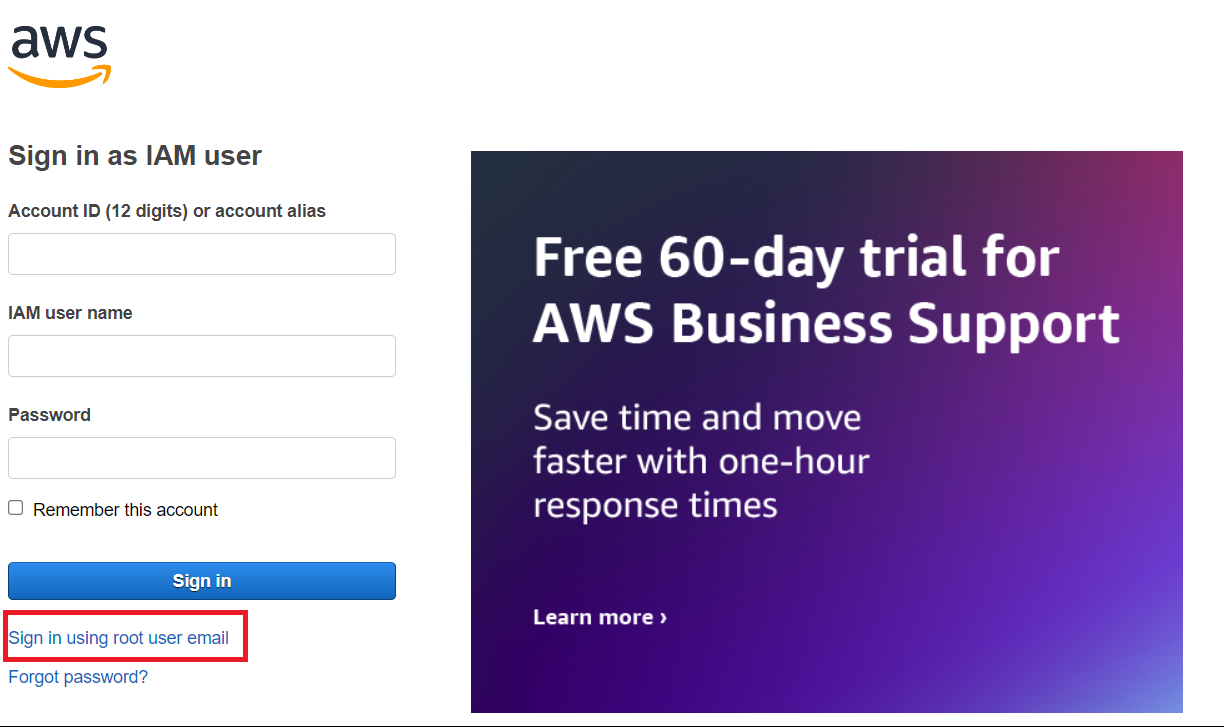 aws
Sign in as IAM user
Account ID (12 digits) or account alias
IAM user name
Password
Remember this account
Sign in
Sign in using root user email
Forgot password?
Free 60-day trial for
AWS Business Support
Save time and move
faster with one-hour
response times
Learn more ›